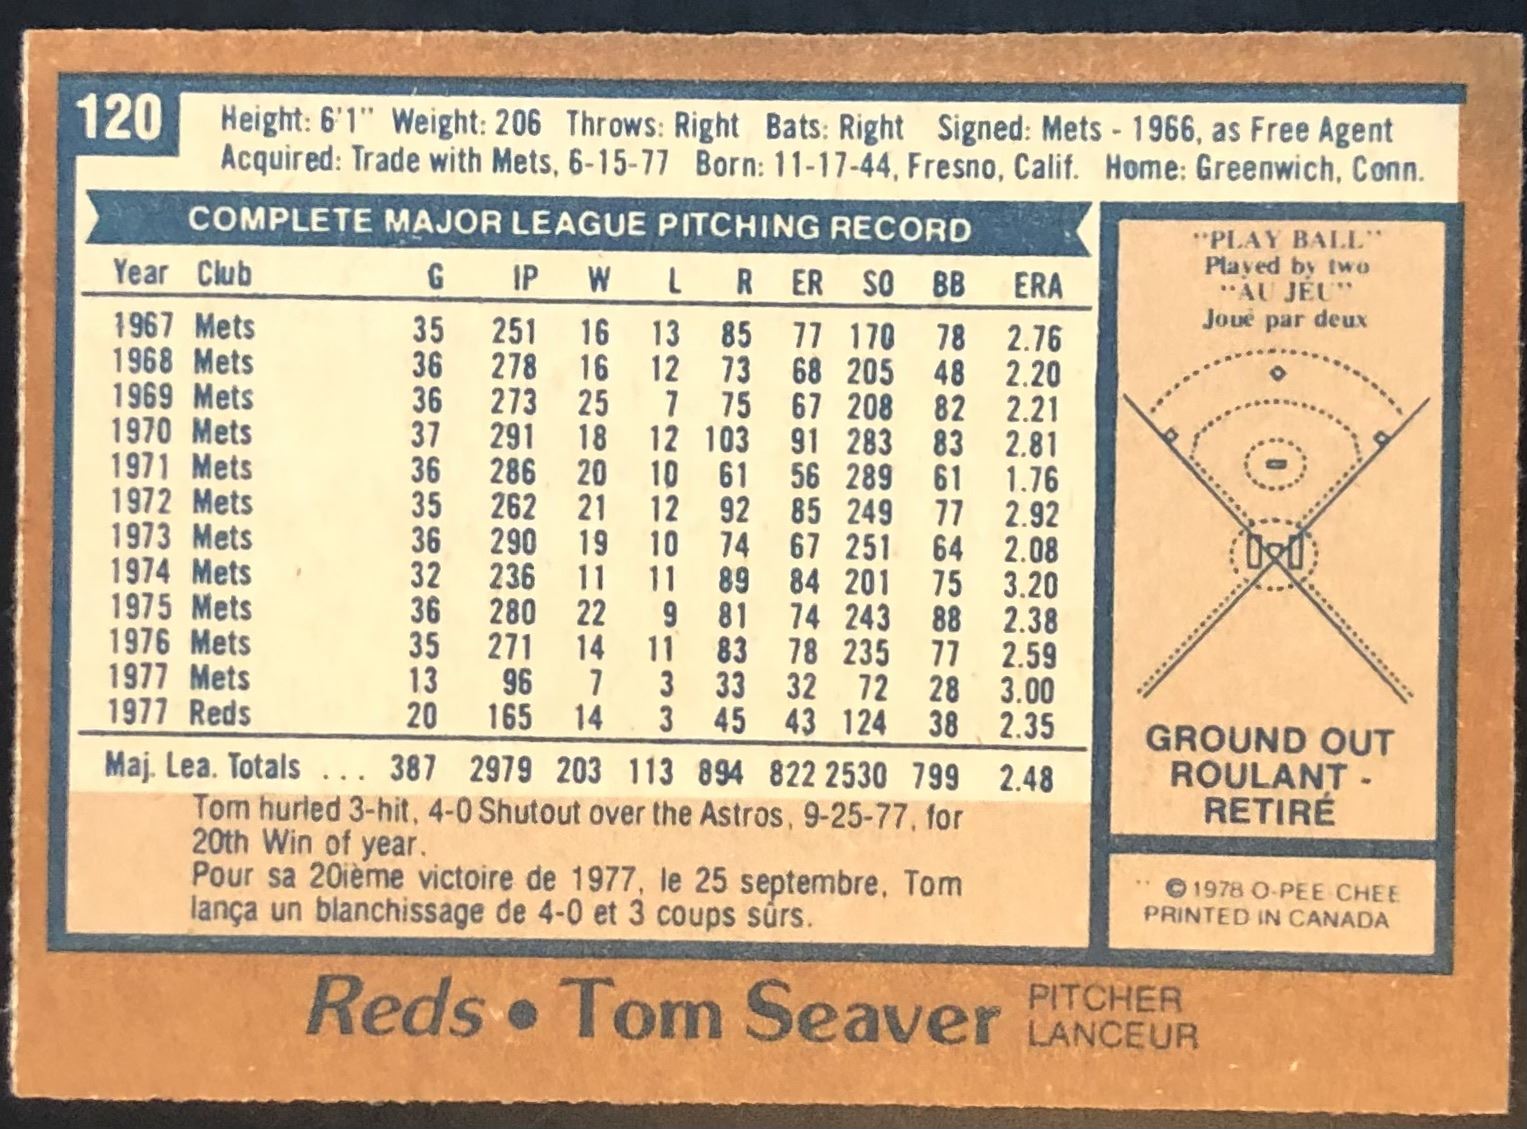 120
Height: 6'1" Weight: 206 Throws: Right Bats: Right Signed: Mets - 1966, as Free Agent
Acquired: Trade with Mets, 6-15-77 Born: 11-17-44, Fresno, Calif. Home: Greenwich, Conn.
COMPLETE MAJOR LEAGUE PITCHING RECORD
Year Club G IP W L R ER SO BB ERA
1967 Mets 35 251 16 13 85 77 170 78 2.76
1968 Mets 36 278 16 12 73 68 205 48 2.20
1969 Mets 36 273 25 7 75 67 208 82 2.21
1970 Mets 37 291 18 12 103 91 283 83 2.81
1971 Mets 36 286 20 10 61 56 289 61 1.76
1972 Mets 35 262 21 12 92 85 249 77 2.92
1973 Mets 36 290 19 10 74 67 251 64 2.08
1974 Mets 32 236 11 11 89 84 201 75 3.20
1975 Mets 36 280 22 9 81 74 243 88 2.38
1976 Mets 35 271 14 11 83 78 235 77 2.59
1977 Mets 13 96 7 3 33 32 72 28 3.00
1977 Reds 20 165 14 3 45 43 124 38 2.35
Maj. Lea. Totals ... 387 2979 203 113 894 822 2530 799 2.48
Tom hurled 3-hit, 4-0 Shutout over the Astros, 9-25-77, for
20th Win of year.
Pour sa 20ième victoire de 1977, le 25 septembre, Tom
lança un blanchissage de 4-0 et 3 coups sûrs.
"PLAY BALL"
Played by two
"AU JEU"
Joué par deux
GROUND OUT
ROULANT -
RETIRÉ
© 1978 O-PEE-CHEE
PRINTED IN CANADA
Reds • Tom Seaver
PITCHER
LANCEUR